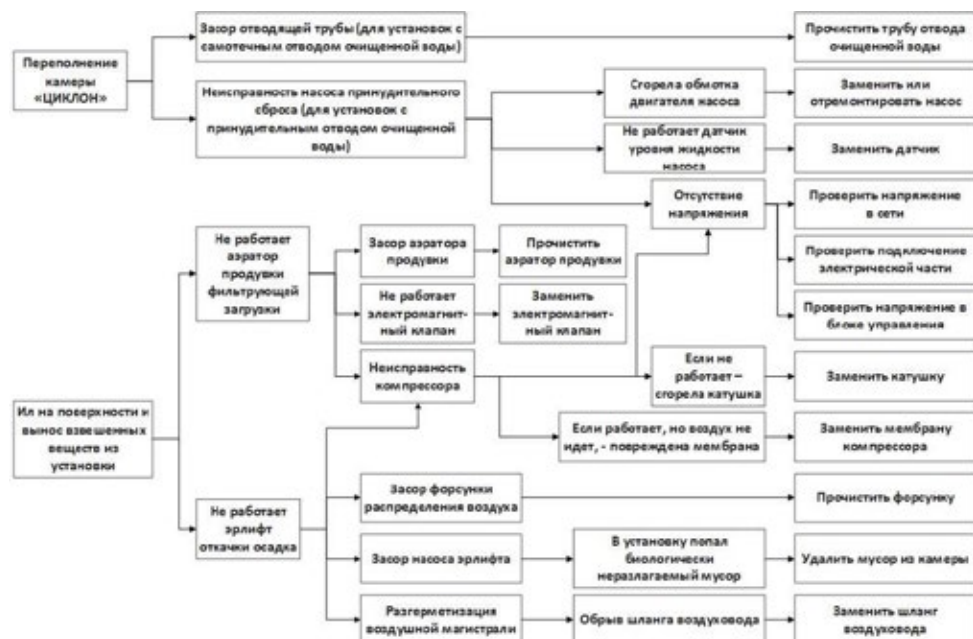 Засор отводящей трубы (для установок с
самотечным отводом очищенной воды)
Прочистить трубу отвода
очищенной воды
Переполнение
камеры
«ЦИКЛОН»
Неисправность насоса принудительного
сброса (для установок с
принудительным отводом очищенной
воды)
Сгорела обмотка
двигателя насоса
Заменить или
отремонтировать насос
Не работает датчик
уровня жидкости
насоса
Заменить датчик
Отсутствие
напряжения
Проверить напряжение
в сети
Проверить подключение
электрической части
Проверить напряжение в
блоке управления
Не работает
аэратор
продувки
фильтрующей
загрузки
Засор аэратора
продувки
Прочистить
аэратор продувки
Не работает
электромагнит-
ный клапан
Заменить
электромагнит-
ный клапан
Неисправность
компрессора
Если не
работает –
сгорела катушка
Заменить катушку
Если работает, но воздух не
идет, - повреждена мембрана
Заменить мембрану
компрессора
Ил на поверхности и
вынос взвешенных
веществ из
установки
Не работает
эрлифт
откачки осадка
Засор форсунки
распределения воздуха
Прочистить форсунку
Засор насоса эрлифта
В установку попал
биологически
неразлагаемый мусор
Удалить мусор из камеры
Разгерметизация
воздушной магистрали
Обрыв шланга воздуховода
Заменить шланг
воздуховода